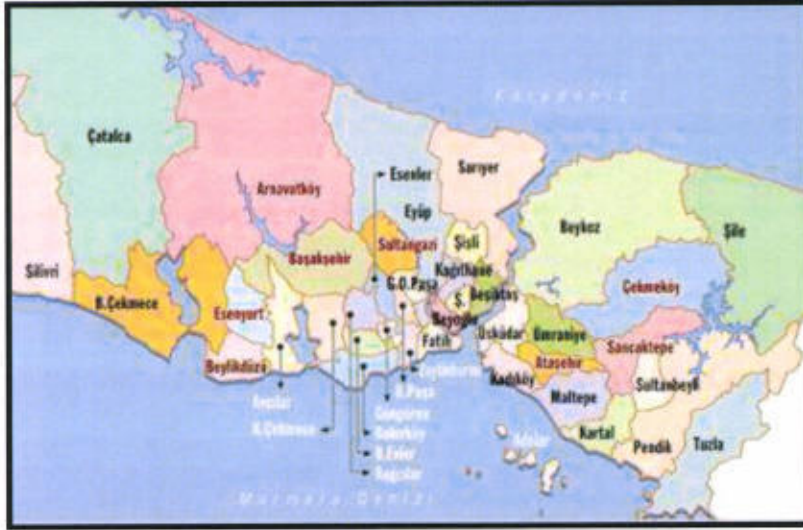 Karadeniz
Çatalca
Arnavutköy
Esenler
Sarıyer
Eyüp
Beykoz
Şile
Silivri
Başakşehir
Sultangazi
Şişli
Kağıthane
Çekmeköy
B.Çekmece
G.O.Paşa
Ş.
Beşiktaş
Esenyurt
Beyoğlu
Üsküdar
Ümraniye
Fatih
Sancaktepe
Beylikdüzü
Zeytinburnu
Kadıköy
Ataşehir
Sultanbeyli
Avcılar
B.Paşa
Maltepe
Güngören
K.Çekmece
Bakırköy
Adalar
Kartal
Pendik
Tuzla
B.Evler
Bağcılar
Marmara Denizi